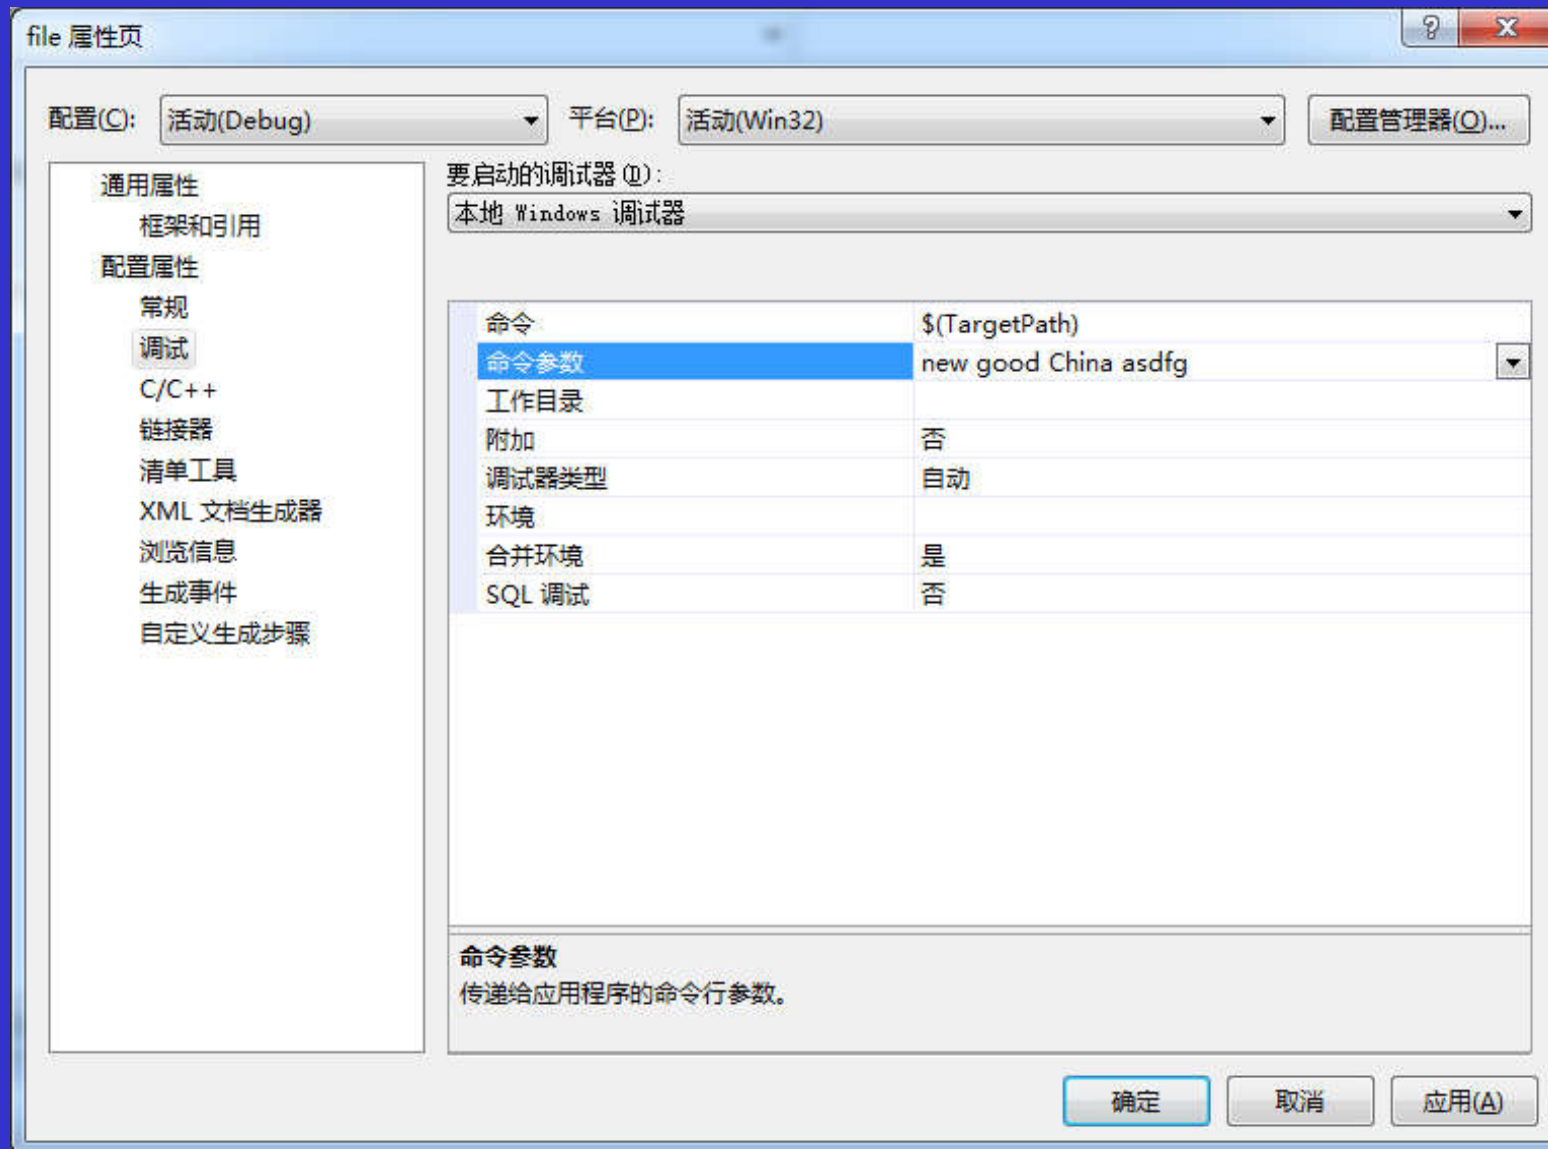 file 属性页
配置(C): 活动(Debug) 平台(P): 活动(Win32) 配置管理器(O)...
通用属性
框架和引用
配置属性
常规
调试
C/C++
链接器
清单工具
XML 文档生成器
浏览信息
生成事件
自定义生成步骤
要启动的调试器(D):
本地 Windows 调试器
命令 $(TargetPath)
命令参数 new good China asdfg
工作目录
附加 否
调试器类型 自动
环境
合并环境 是
SQL 调试 否
命令参数
传递给应用程序的命令行参数。
确定 取消 应用(A)